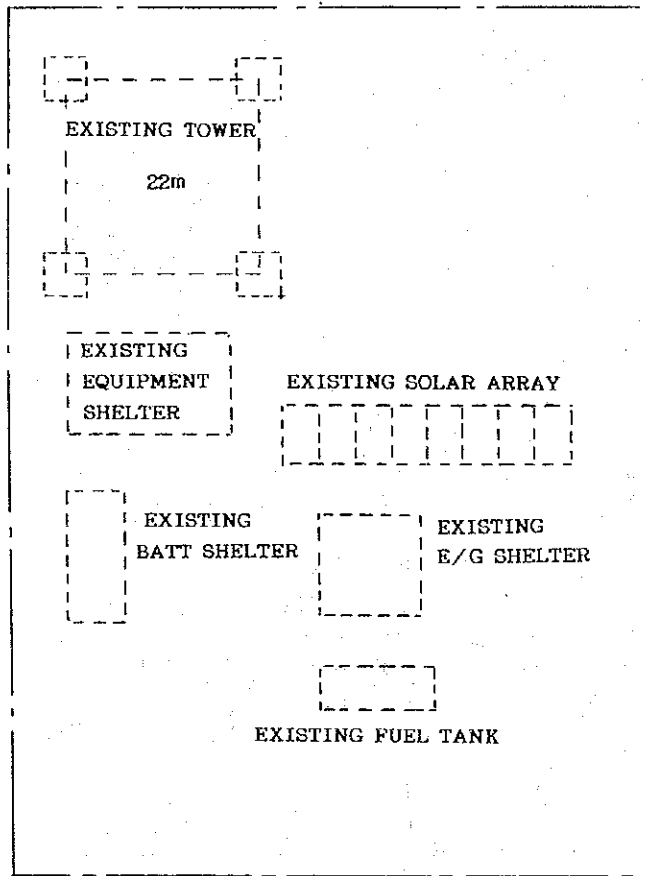 EXISTING TOWER
22m
EXISTING
EQUIPMENT
SHELTER
EXISTING SOLAR ARRAY
EXISTING
BATT SHELTER
EXISTING
E/G SHELTER
EXISTING FUEL TANK